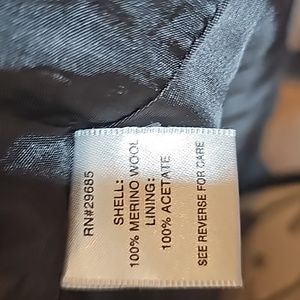 RN#29685
SHELL:
100% MERINO WOOL
LINING:
100% ACETATE
SEE REVERSE FOR CARE